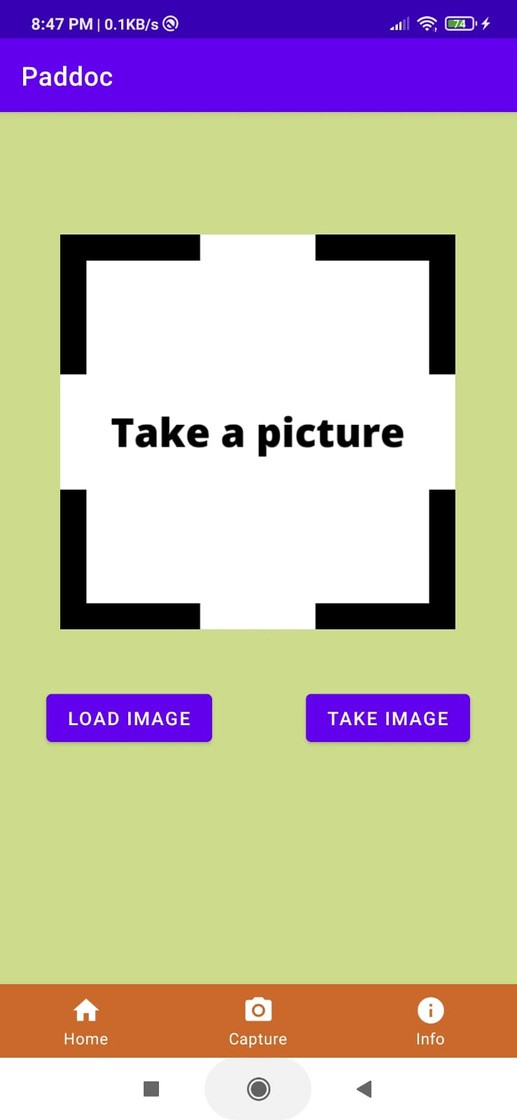 8:47 PM | 0.1KB/s
74
Paddoc
Take a picture
LOAD IMAGE
TAKE IMAGE
Home
Capture
Info